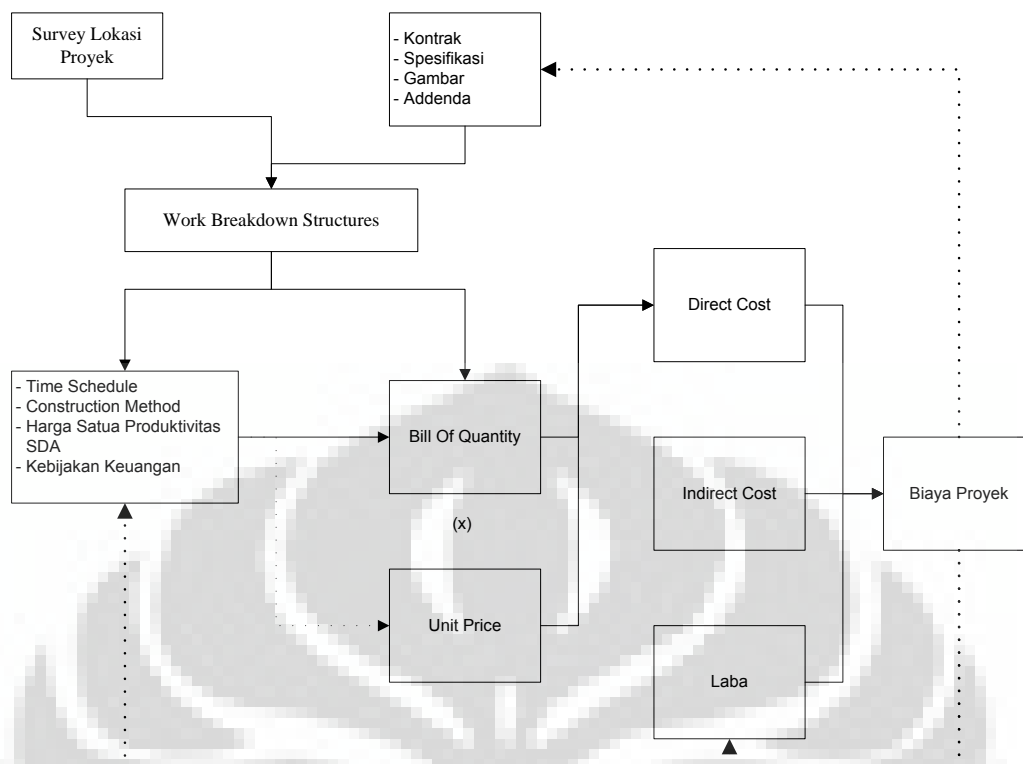 Survey Lokasi
Proyek
- Kontrak
- Spesifikasi
- Gambar
- Addenda
Work Breakdown Structures
Direct Cost
- Time Schedule
- Construction Method
- Harga Satua Produktivitas
SDA
- Kebijakan Keuangan
Bill Of Quantity
Indirect Cost
Biaya Proyek
(x)
Unit Price
Laba